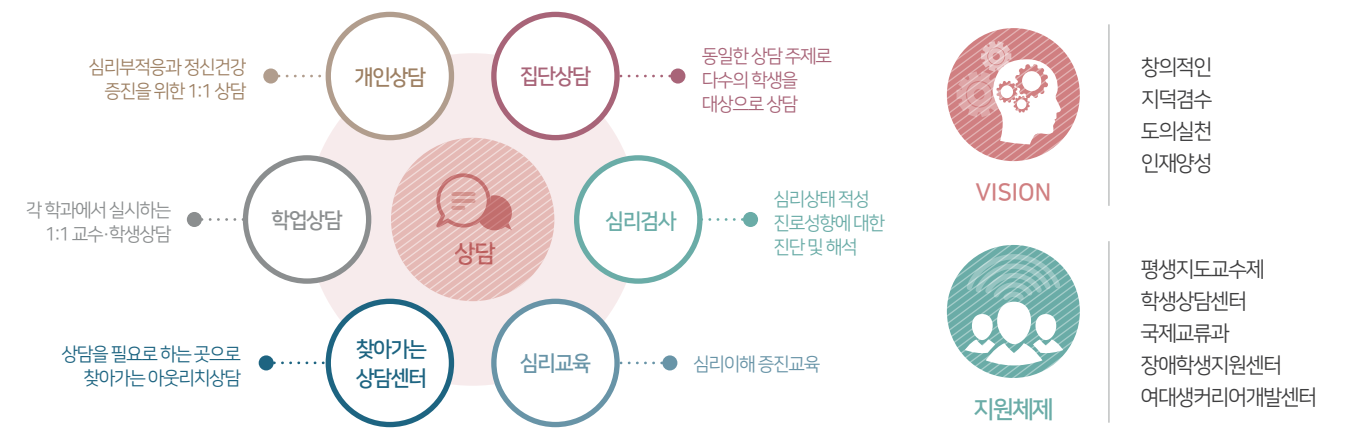 심리부적응과 정신건강
증진을 위한 1:1 상담
개인상담
집단상담
동일한 상담 주제로
다수의 학생을
대상으로 상담
각 학과에서 실시하는
1:1 교수·학생상담
학업상담
상담
심리검사
심리상태 적성
진로성향에 대한
진단 및 해석
상담을 필요로 하는 곳으로
찾아가는 아웃리치상담
찾아가는
상담센터
심리교육
심리이해 증진교육
VISION
창의적인
지덕겸수
도의실천
인재양성
지원체제
평생지도교수제
학생상담센터
국제교류과
장애학생지원센터
여대생커리어개발센터